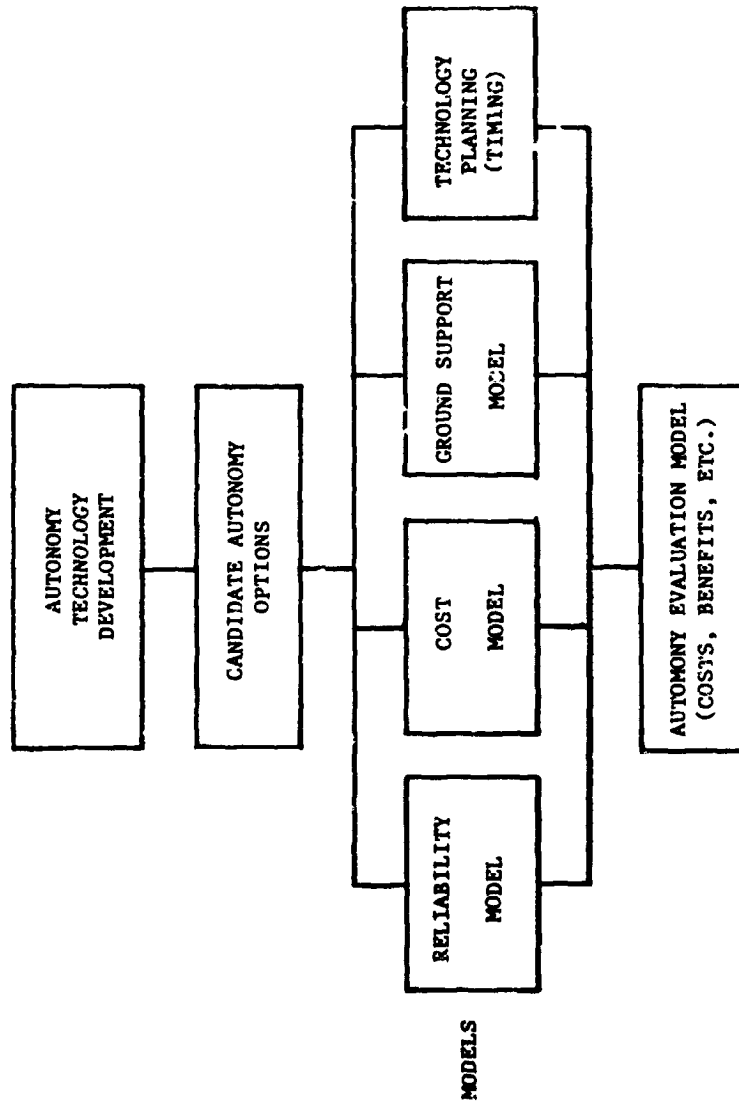 AUTONOMY
TECHNOLOGY
DEVELOPMENT
CANDIDATE AUTONOMY
OPTIONS
MODELS
RELIABILITY
MODEL
COST
MODEL
GROUND SUPPORT
MODEL
TECHNOLOGY
PLANNING
(TIMING)
AUTOMONY EVALUATION MODEL
(COSTS, BENEFITS, ETC.)